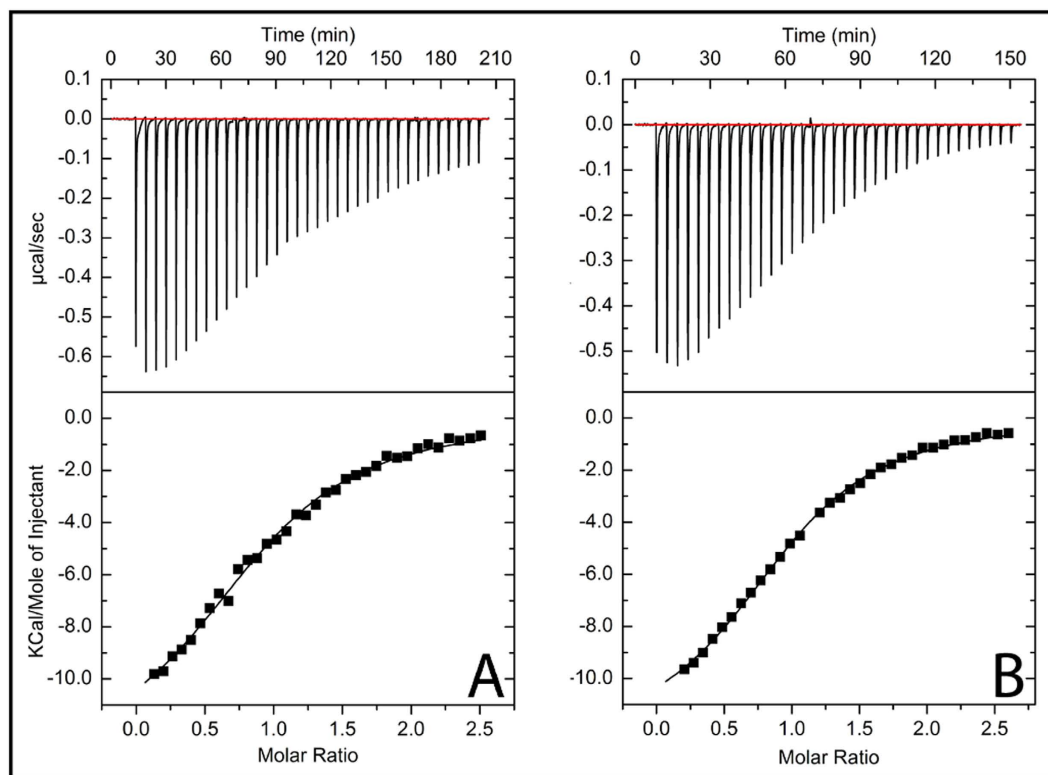 Time (min)
0 30 60 90 120 150 180 210
0.1
0.0
-0.1
-0.2
-0.3
-0.4
-0.5
-0.6
µcal/sec
0.0
-2.0
-4.0
-6.0
-8.0
-10.0
KCal/Mole of Injectant
A
0.0 0.5 1.0 1.5 2.0 2.5
Molar Ratio
Time (min)
0 30 60 90 120 150
0.1
0.0
-0.1
-0.2
-0.3
-0.4
-0.5
0.0
-2.0
-4.0
-6.0
-8.0
-10.0
B
0.0 0.5 1.0 1.5 2.0 2.5
Molar Ratio